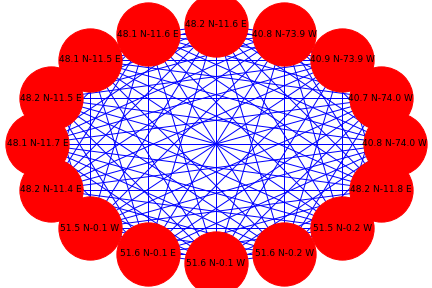 48.2 N-11.6 E
48.1 N-11.6 E
40.8 N-73.9 W
48.1 N-11.5 E
40.9 N-73.9 W
48.2 N-11.5 E
40.7 N-74.0 W
48.1 N-11.7 E
40.8 N-74.0 W
48.2 N-11.4 E
48.2 N-11.8 E
51.5 N-0.1 W
51.5 N-0.2 W
51.6 N-0.1 E
51.6 N-0.2 W
51.6 N-0.1 W